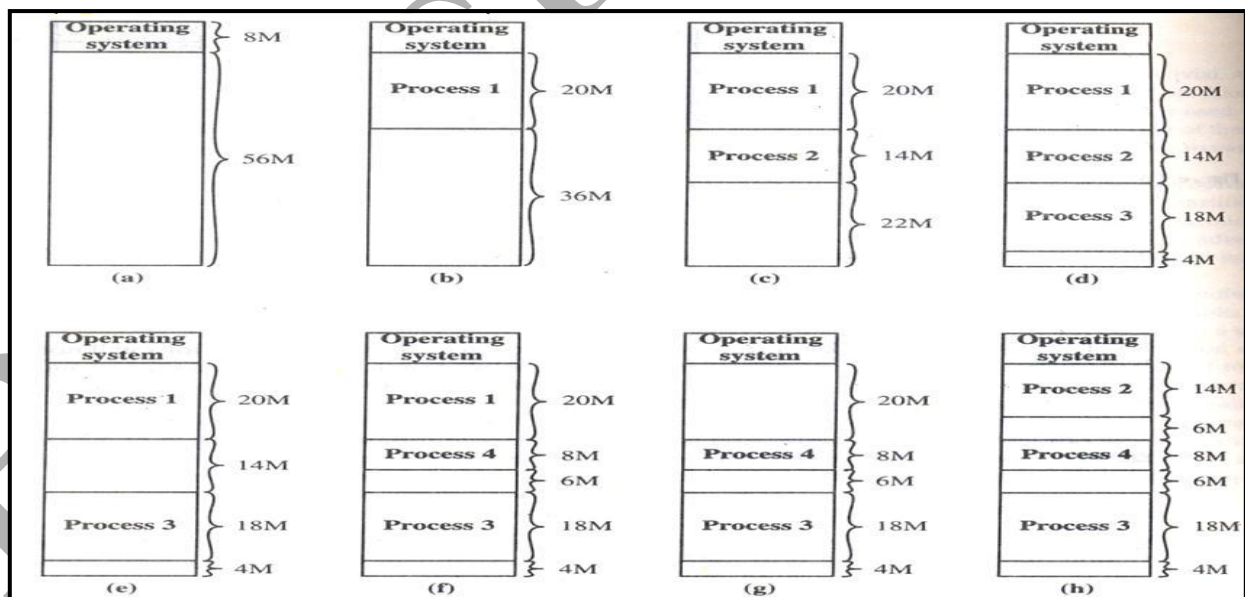 Operating
system
8M
56M
(a)
Operating
system
Process 1
20M
36M
(b)
Operating
system
Process 1
20M
Process 2
14M
22M
(c)
Operating
system
Process 1
20M
Process 2
14M
Process 3
18M
4M
(d)
Operating
system
Process 1
20M
14M
Process 3
18M
4M
(e)
Operating
system
Process 1
20M
Process 4
8M
6M
Process 3
18M
4M
(f)
Operating
system
20M
Process 4
8M
6M
Process 3
18M
4M
(g)
Operating
system
Process 2
14M
6M
Process 4
8M
6M
Process 3
18M
4M
(h)